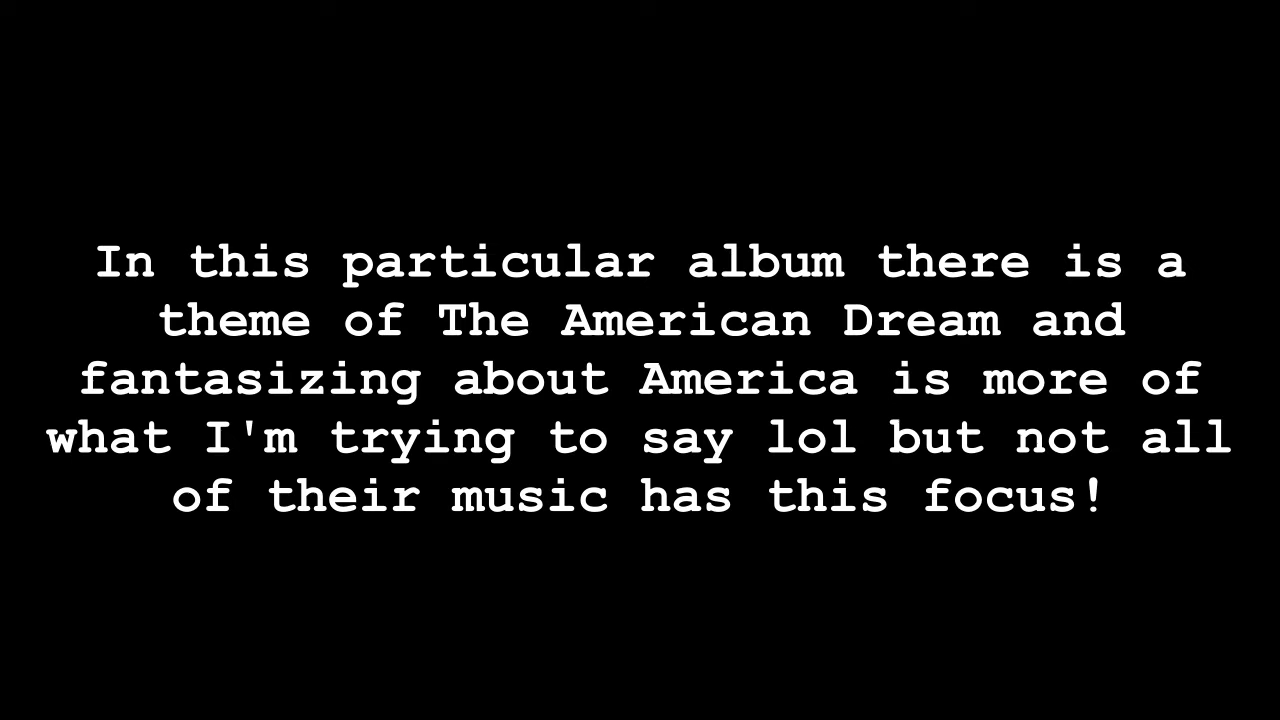 In this particular album there is a
theme of The American Dream and
fantasizing about America is more of
what I'm trying to say lol but not all
of their music has this focus!